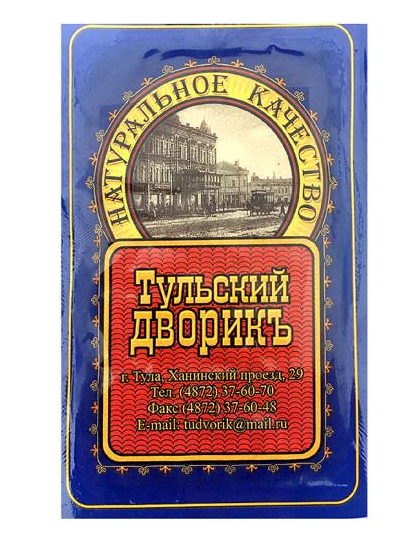 НАТУРАЛЬНОЕ КАЧЕСТВО
Тульский
дворикъ
г. Тула, Ханинский проезд, 29
Тел. (4872) 37-60-70
Факс (4872) 37-60-48
E-mail: tudvorik@mail.ru